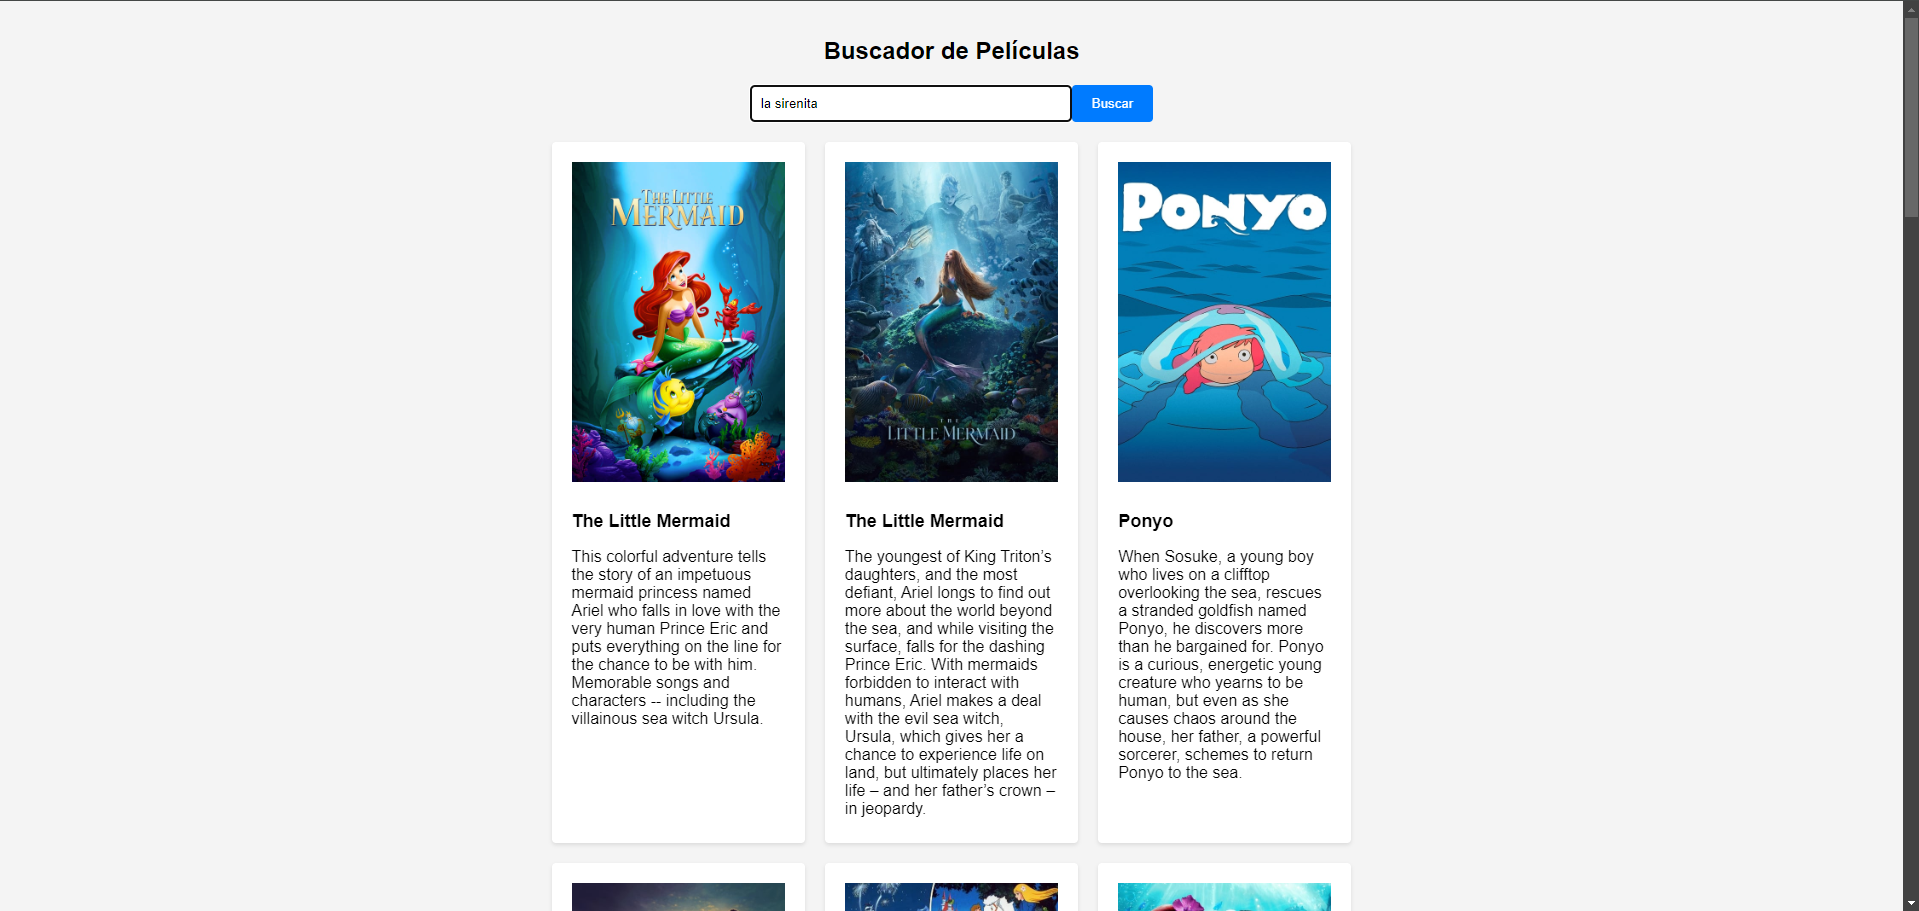 Buscador de Películas
la sirenita
Buscar
THE LITTLE
MERMAID
THE
LITTLE MERMAID
PONYO
The Little Mermaid
This colorful adventure tells
the story of an impetuous
mermaid princess named
Ariel who falls in love with the
very human Prince Eric and
puts everything on the line for
the chance to be with him.
Memorable songs and
characters -- including the
villainous sea witch Ursula.
The Little Mermaid
The youngest of King Triton’s
daughters, and the most
defiant, Ariel longs to find out
more about the world beyond
the sea, and while visiting the
surface, falls for the dashing
Prince Eric. With mermaids
forbidden to interact with
humans, Ariel makes a deal
with the evil sea witch,
Ursula, which gives her a
chance to experience life on
land, but ultimately places her
life – and her father’s crown –
in jeopardy.
Ponyo
When Sosuke, a young boy
who lives on a clifftop
overlooking the sea, rescues
a stranded goldfish named
Ponyo, he discovers more
than he bargained for. Ponyo
is a curious, energetic young
creature who yearns to be
human, but even as she
causes chaos around the
house, her father, a powerful
sorcerer, schemes to return
Ponyo to the sea.